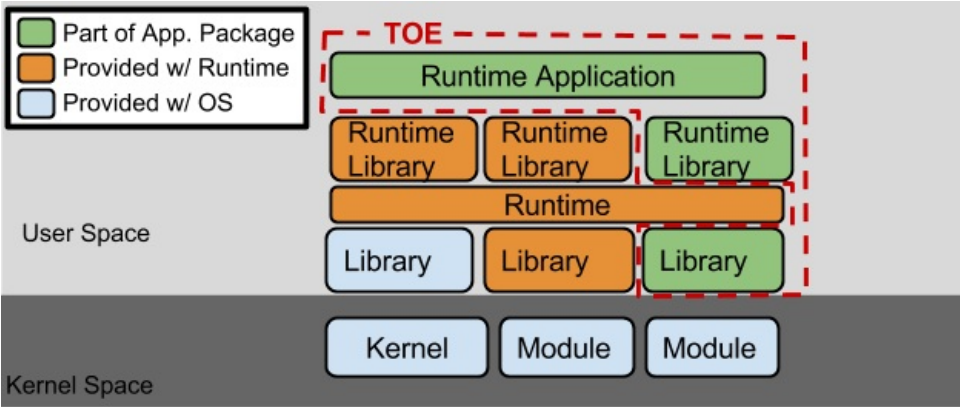 Part of App. Package
Provided w/ Runtime
Provided w/ OS
TOE
Runtime Application
Runtime
Library
Runtime
Library
Runtime
Library
Runtime
User Space
Library
Library
Library
Kernel
Module
Module
Kernel Space